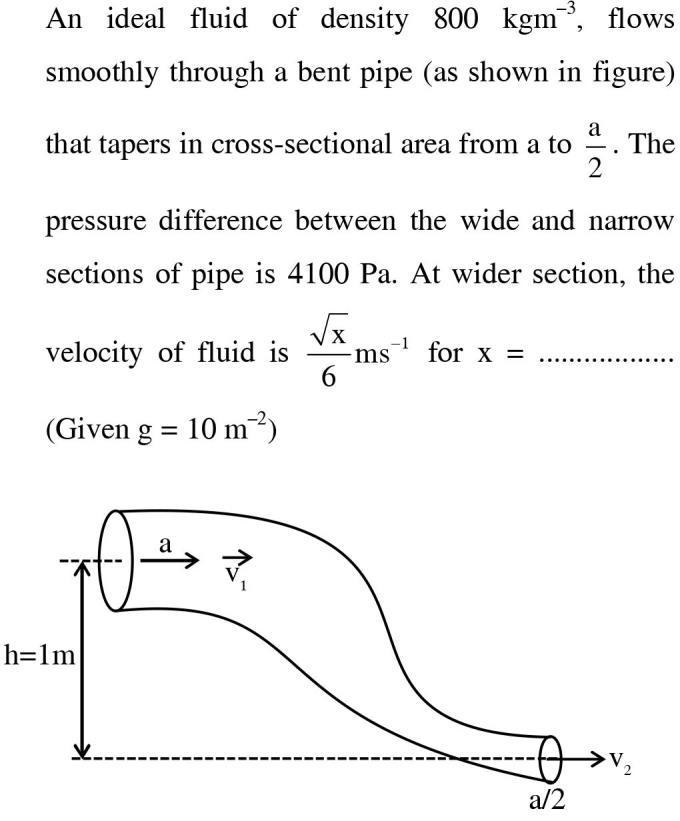 An ideal fluid of density 800 kgm⁻³, flows
smoothly through a bent pipe (as shown in figure)
that tapers in cross-sectional area from a to a/2. The
pressure difference between the wide and narrow
sections of pipe is 4100 Pa. At wider section, the
velocity of fluid is √x/6 ms⁻¹ for x = ..................
(Given g = 10 m⁻²)
a
v₁
h=1m
v₂
a/2